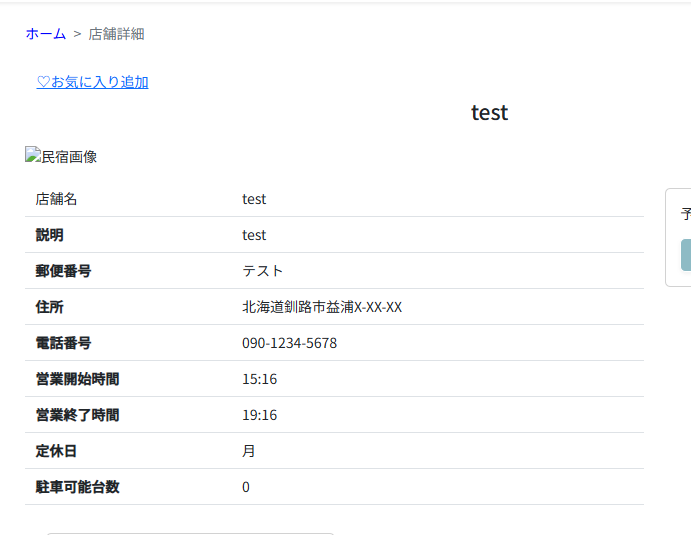 ホーム > 店舗詳細
♡お気に入り追加
test
民宿画像
店舗名 test
説明 test
郵便番号 テスト
住所 北海道釧路市益浦X-XX-XX
電話番号 090-1234-5678
営業開始時間 15:16
営業終了時間 19:16
定休日 月
駐車可能台数 0
予